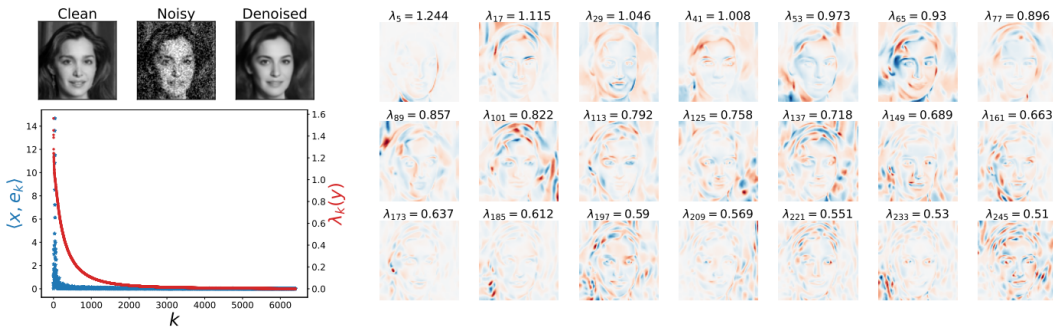 Clean Noisy Denoised
14
12
10
8
6
4
2
0
⟨x, e_k⟩
1.6
1.4
1.2
1.0
0.8
0.6
0.4
0.2
0.0
λ_k(y)
0 1000 2000 3000 4000 5000 6000
k
λ_5 = 1.244 λ_17 = 1.115 λ_29 = 1.046 λ_41 = 1.008 λ_53 = 0.973 λ_65 = 0.93 λ_77 = 0.896
λ_89 = 0.857 λ_101 = 0.822 λ_113 = 0.792 λ_125 = 0.758 λ_137 = 0.718 λ_149 = 0.689 λ_161 = 0.663
λ_173 = 0.637 λ_185 = 0.612 λ_197 = 0.59 λ_209 = 0.569 λ_221 = 0.551 λ_233 = 0.53 λ_245 = 0.51